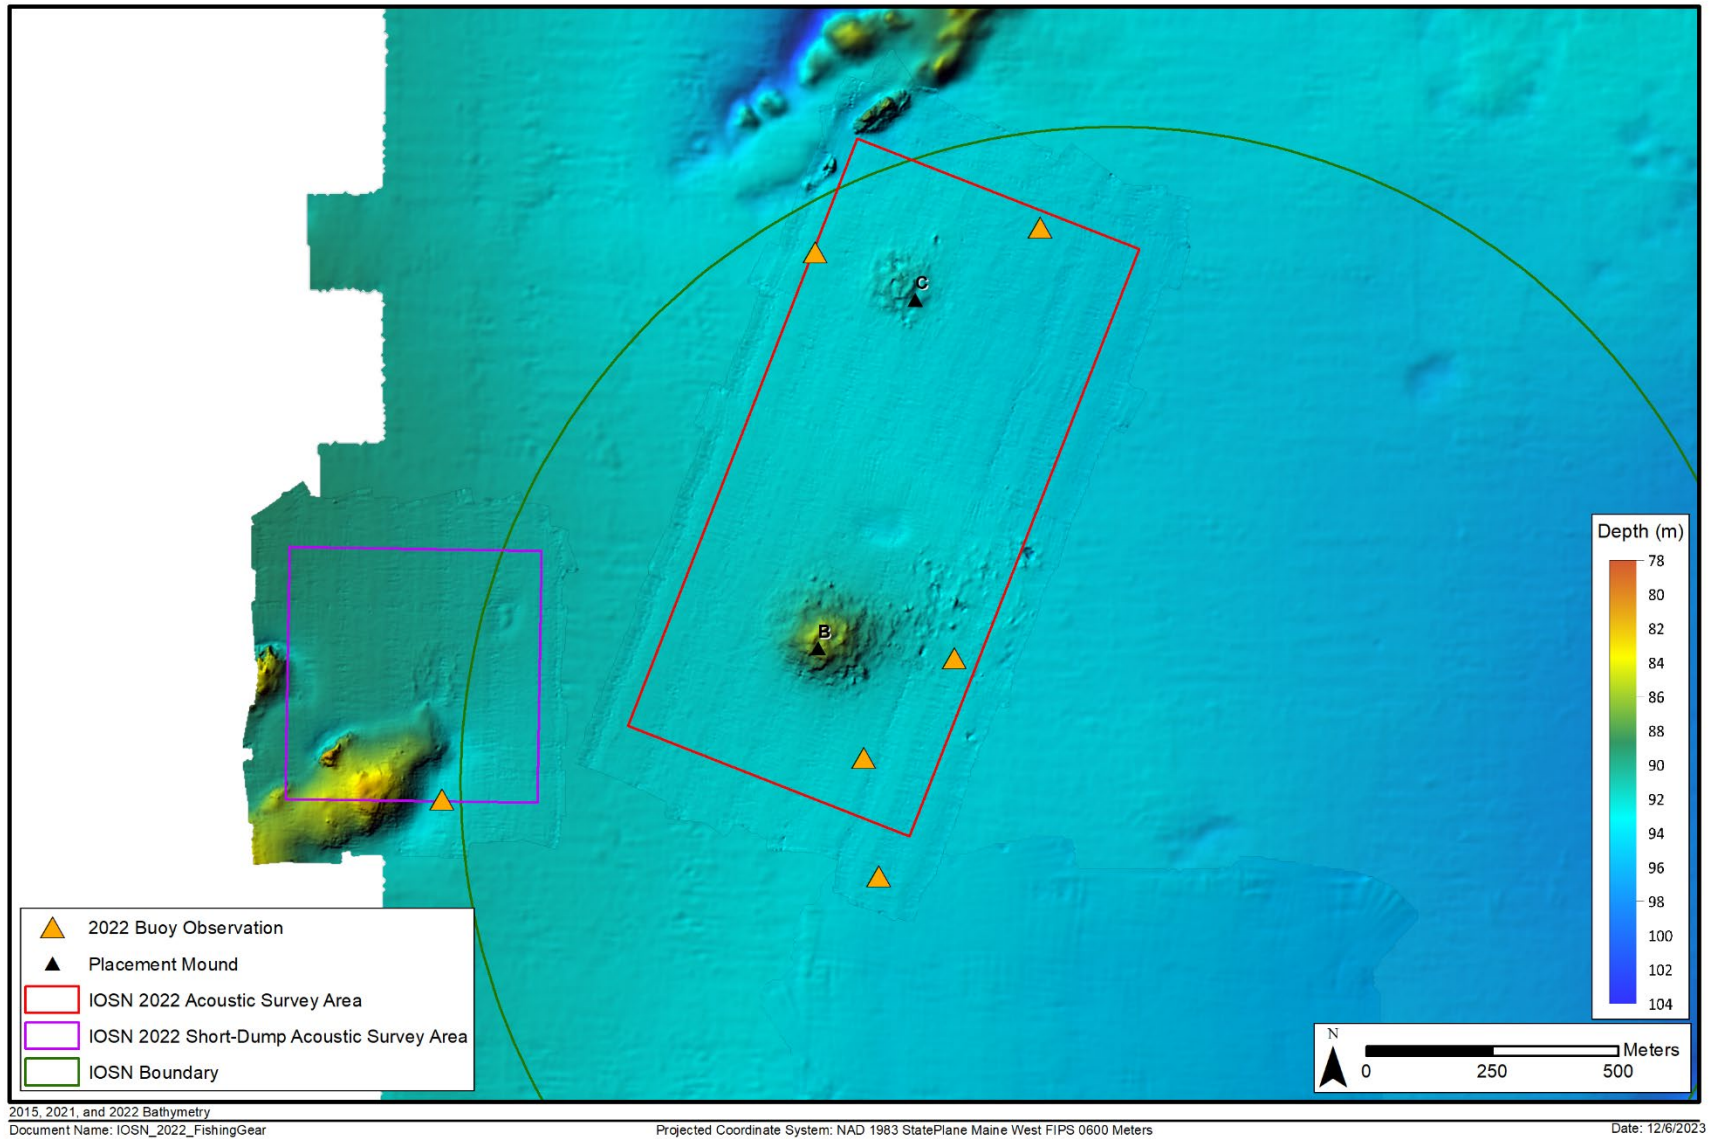 C
B
Depth (m)
78
80
82
84
86
88
90
92
94
96
98
100
102
104
2022 Buoy Observation
Placement Mound
IOSN 2022 Acoustic Survey Area
IOSN 2022 Short-Dump Acoustic Survey Area
IOSN Boundary
N
Meters
0 250 500
2015, 2021, and 2022 Bathymetry
Document Name: IOSN_2022_FishingGear
Projected Coordinate System: NAD 1983 StatePlane Maine West FIPS 0600 Meters
Date: 12/6/2023